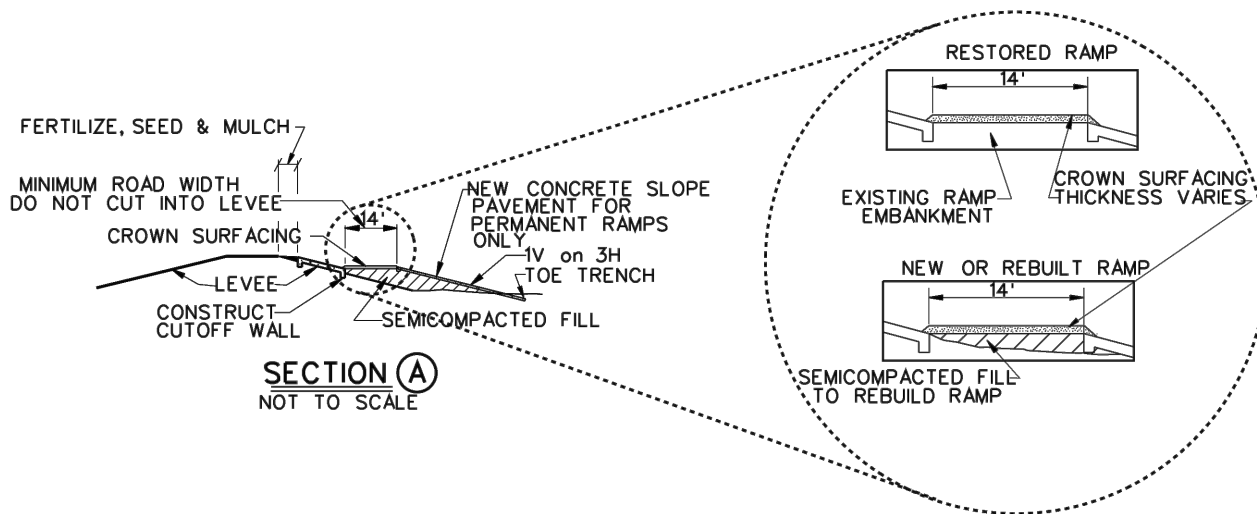 FERTILIZE, SEED & MULCH
MINIMUM ROAD WIDTH
DO NOT CUT INTO LEVEE
14'
CROWN SURFACING
NEW CONCRETE SLOPE
PAVEMENT FOR
PERMANENT RAMPS
ONLY
1V on 3H
TOE TRENCH
LEVEE
CONSTRUCT
CUTOFF WALL
SEMICOMPACTED FILL
SECTION A
NOT TO SCALE
RESTORED RAMP
14'
EXISTING RAMP
EMBANKMENT
CROWN SURFACING
THICKNESS VARIES
NEW OR REBUILT RAMP
14'
SEMICOMPACTED FILL
TO REBUILD RAMP